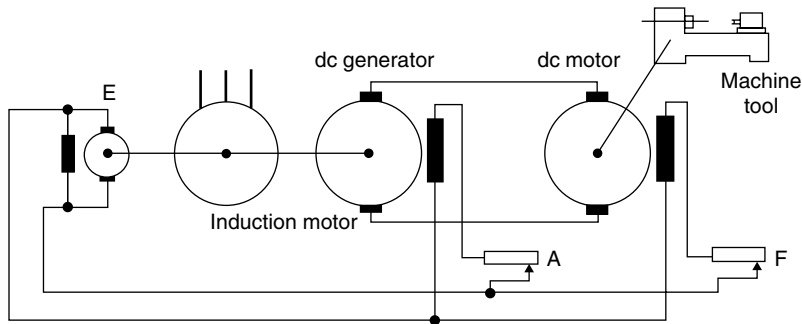 dc generator
dc motor
Machine
tool
E
Induction motor
A
F